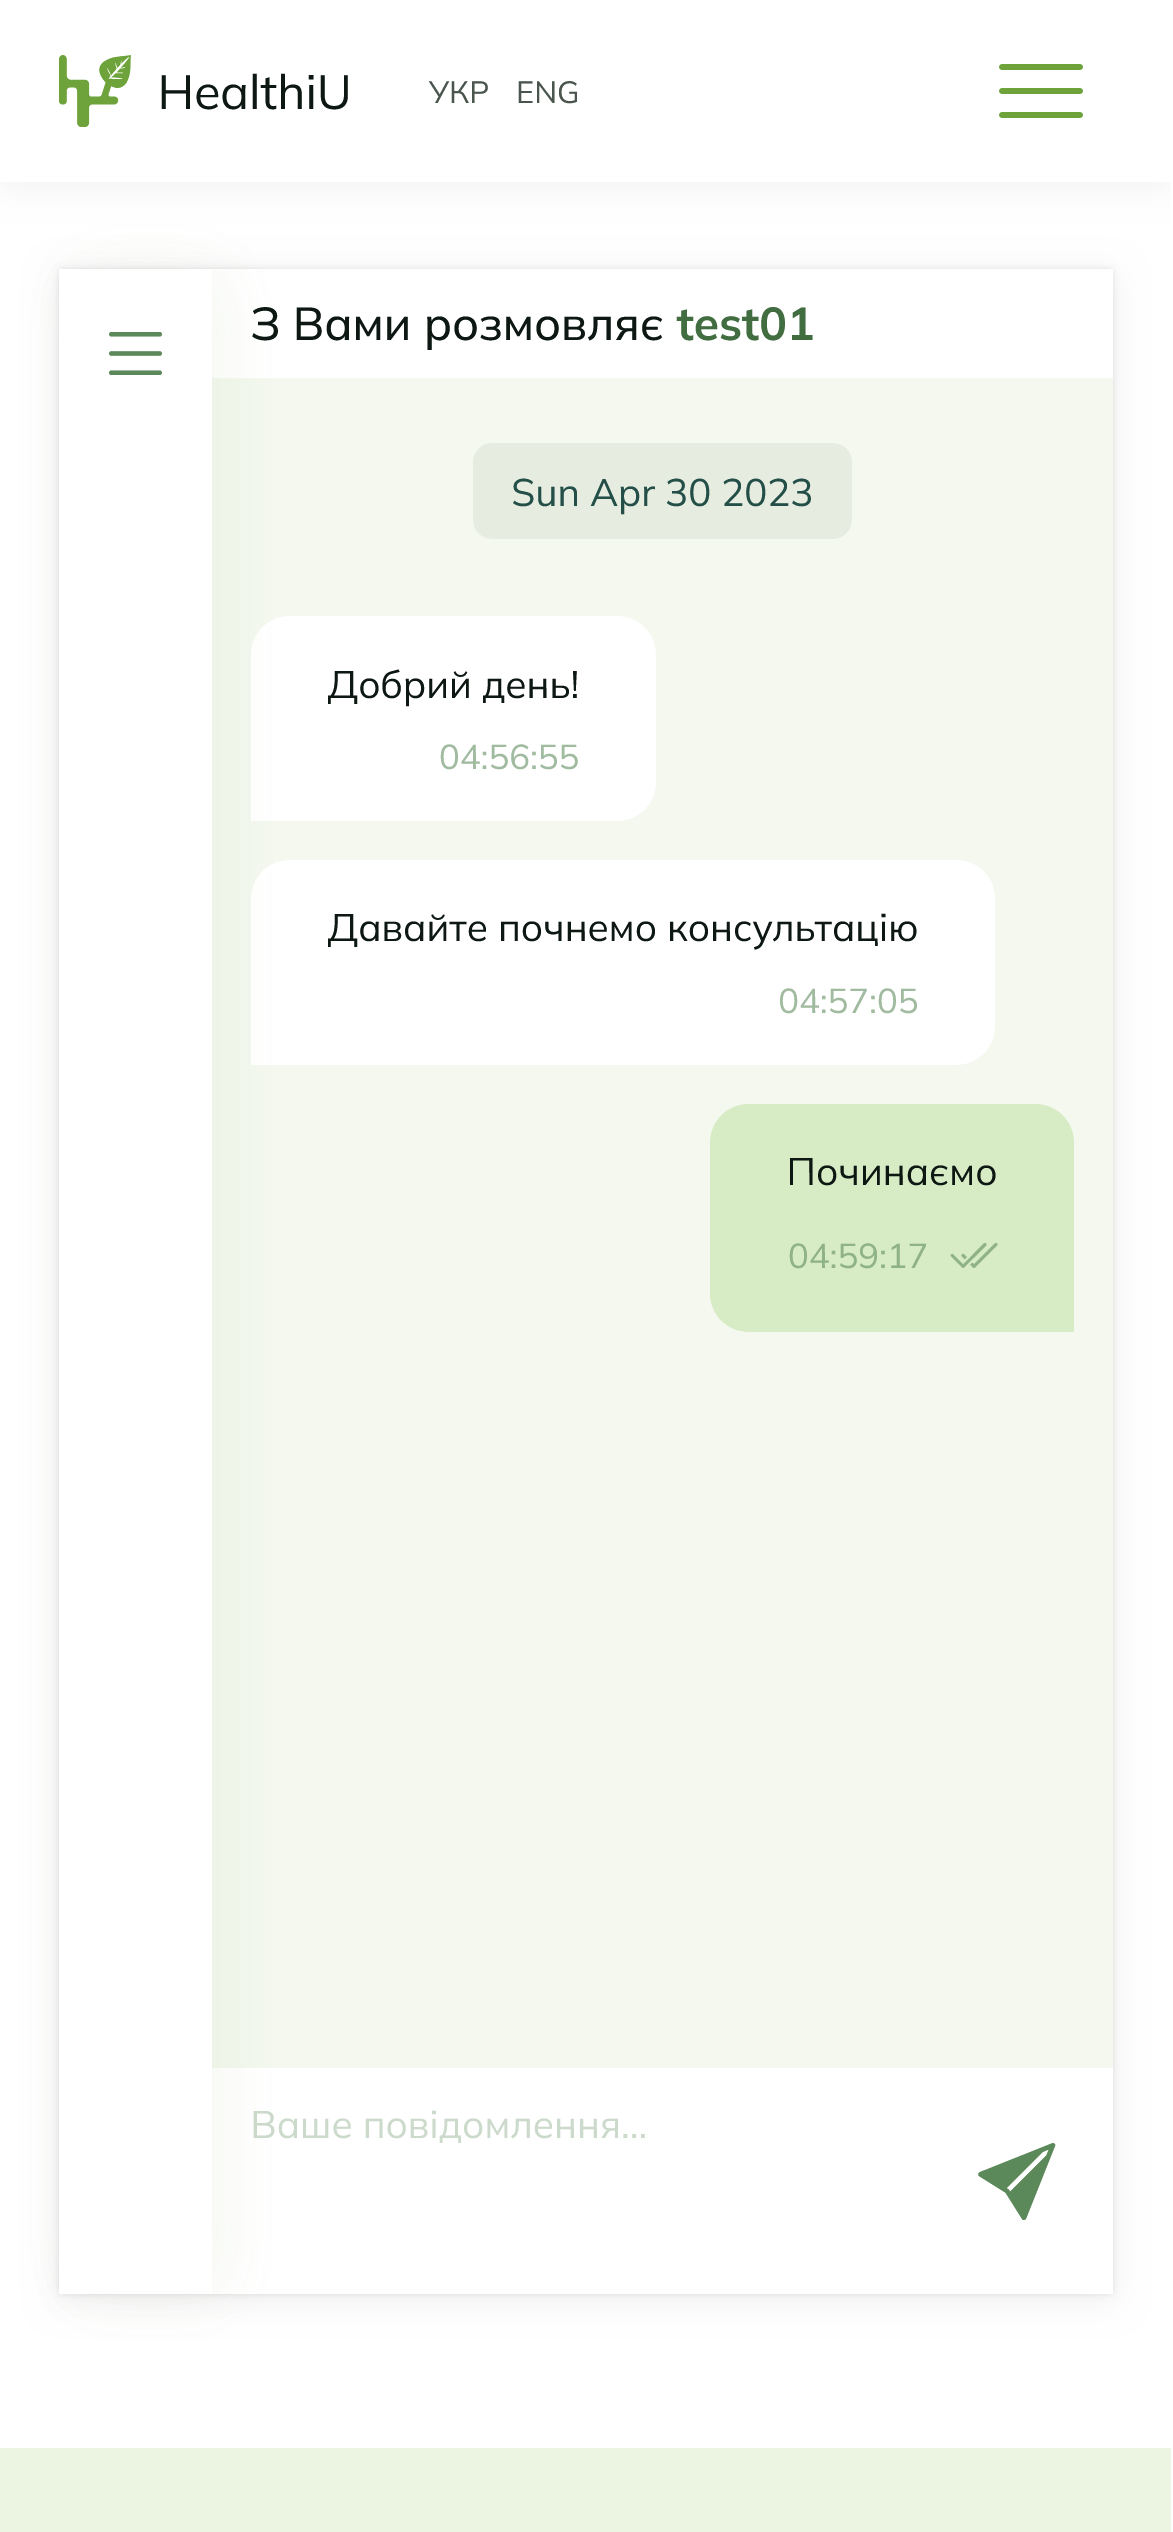 HealthiU
УКР ENG
З Вами розмовляє test01
Sun Apr 30 2023
Добрий день!
04:56:55
Давайте почнемо консультацію
04:57:05
Починаємо
04:59:17
Ваше повідомлення...